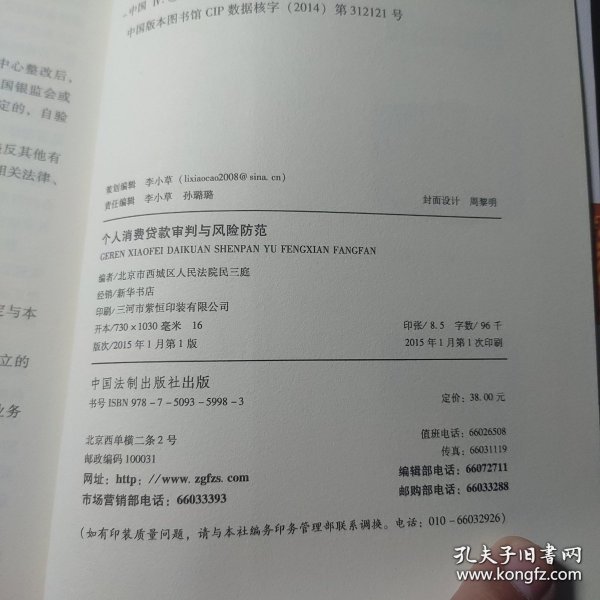 中心整改后，
国银监会或
定的、自验
违反其他有
相关法律、
定与本
立的
业务
-中国 Ⅳ.
中国版本图书馆 CIP 数据核字（2014）第 312121 号
策划编辑 李小草（lixiaocao2008@sina.cn）
责任编辑 李小草 孙璐璐 封面设计 周黎明
个人消费贷款审判与风险防范
GEREN XIAOFEI DAIKUAN SHENPAN YU FENGXIAN FANGFAN
编者/北京市西城区人民法院民三庭
经销/新华书店
印刷/三河市紫恒印装有限公司
开本/730×1030 毫米 16 印张/8.5 字数/96 千
版次/2015 年 1 月第 1 版 2015 年 1 月第 1 次印刷
中国法制出版社出版
书号 ISBN 978-7-5093-5998-3 定价：38.00 元
北京西单横二条 2 号 值班电话：66026508
邮政编码 100031 传真：66031119
网址：http://www.zgfzs.com 编辑部电话：66072711
市场营销部电话：66033393 邮购部电话：66033288
（如有印装质量问题，请与本社编务印务管理部联系调换。电话：010-66032926）
孔夫子旧书网
www.kongfz.com